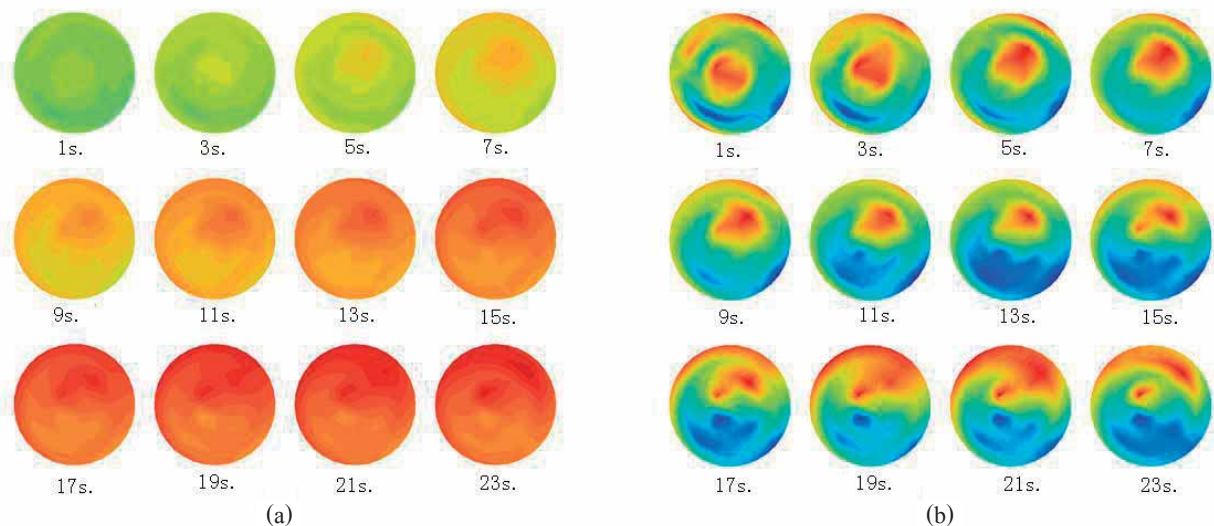 1s. 3s. 5s. 7s. 1s. 3s. 5s. 7s.
9s. 11s. 13s. 15s. 9s. 11s. 13s. 15s.
17s. 19s. 21s. 23s. 17s. 19s. 21s. 23s.
(a) (b)